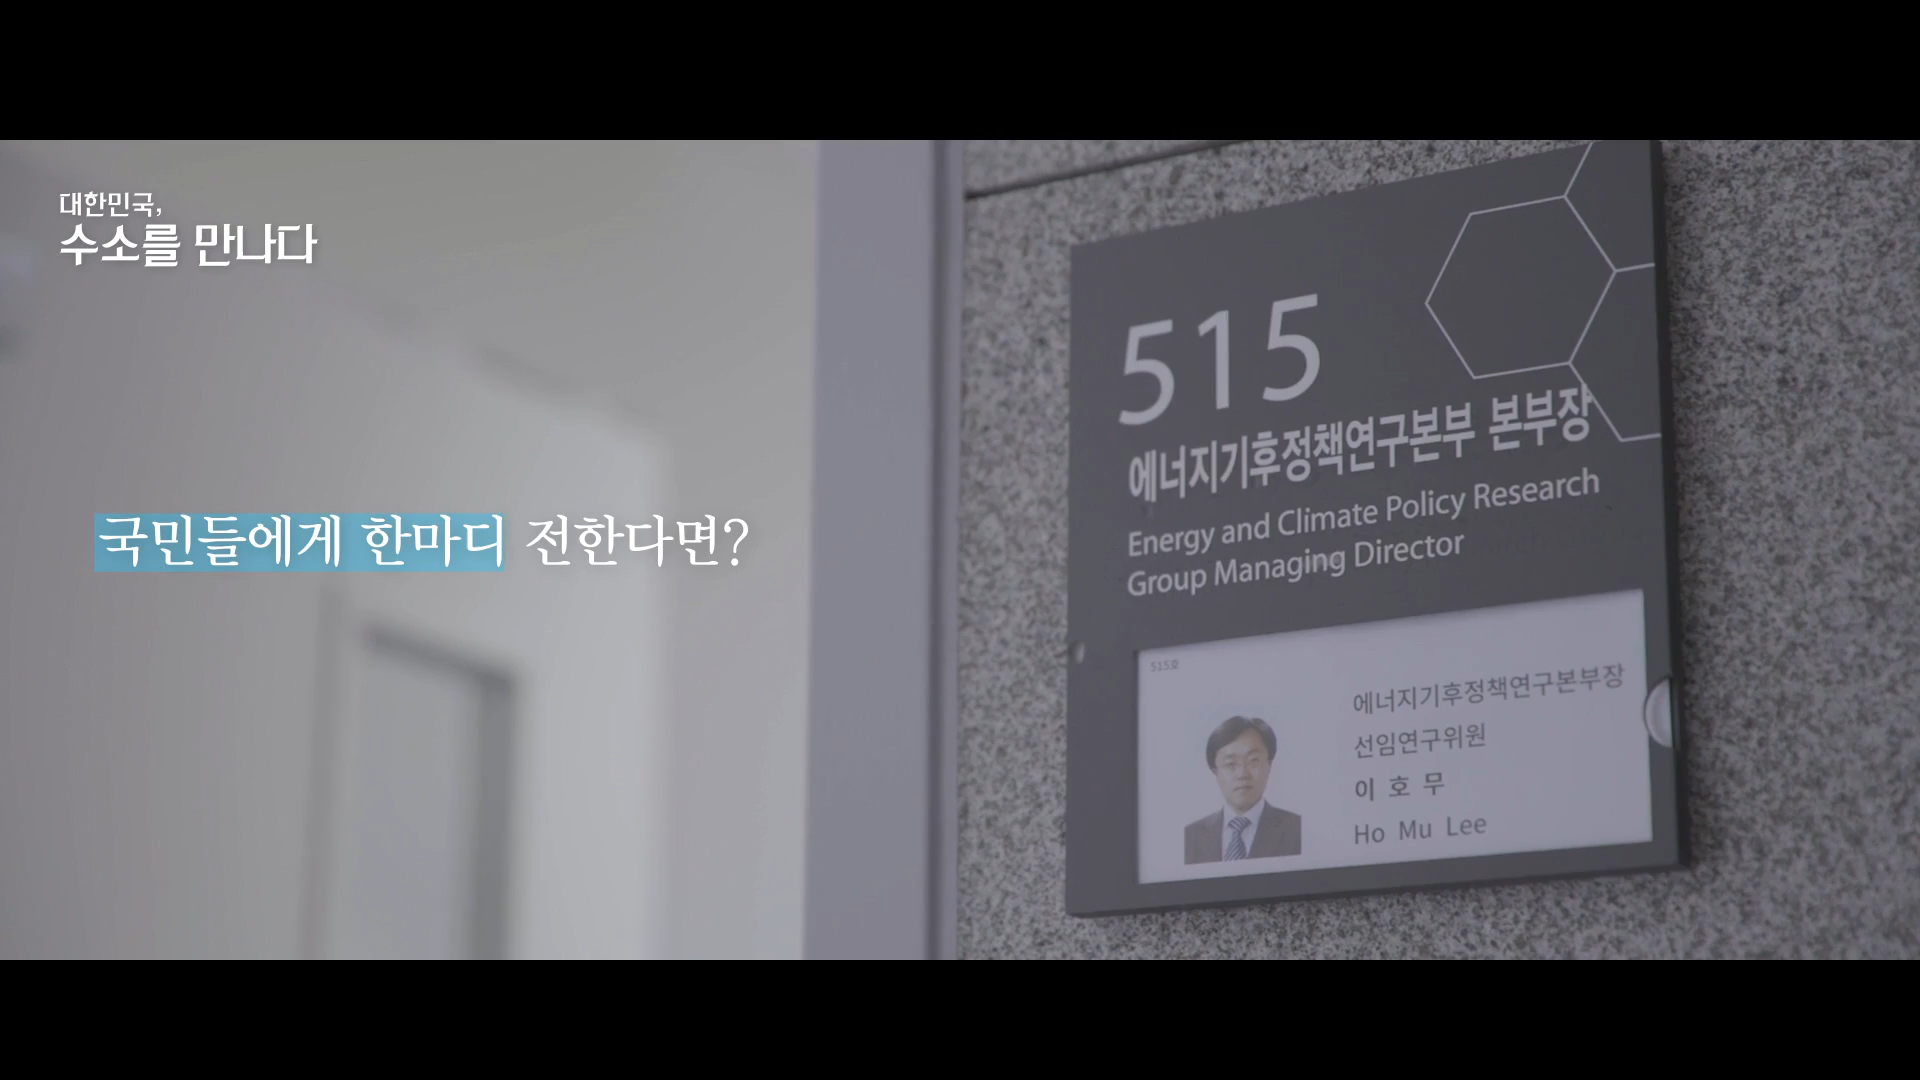 대한민국,
수소를 만나다
국민들에게 한마디 전한다면?
515
에너지기후정책연구본부 본부장
Energy and Climate Policy Research
Group Managing Director
515호
에너지기후정책연구본부장
선임연구위원
이 호 무
Ho Mu Lee